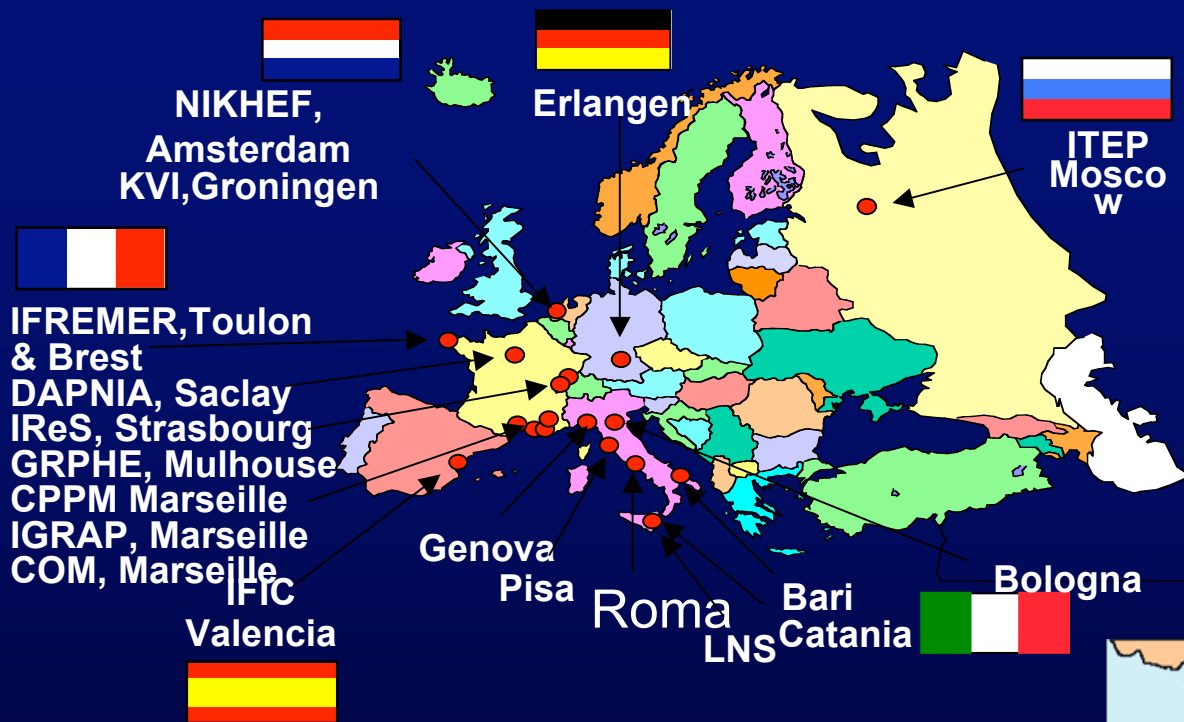 NIKHEF,
Amsterdam
KVI,Groningen
Erlangen
ITEP
Mosco
w
IFREMER,Toulon
& Brest
DAPNIA, Saclay
IReS, Strasbourg
GRPHE, Mulhouse
CPPM Marseille
IGRAP, Marseille
COM, Marseille
IFIC
Valencia
Genova
Pisa
Roma
LNS
Bari
Catania
Bologna